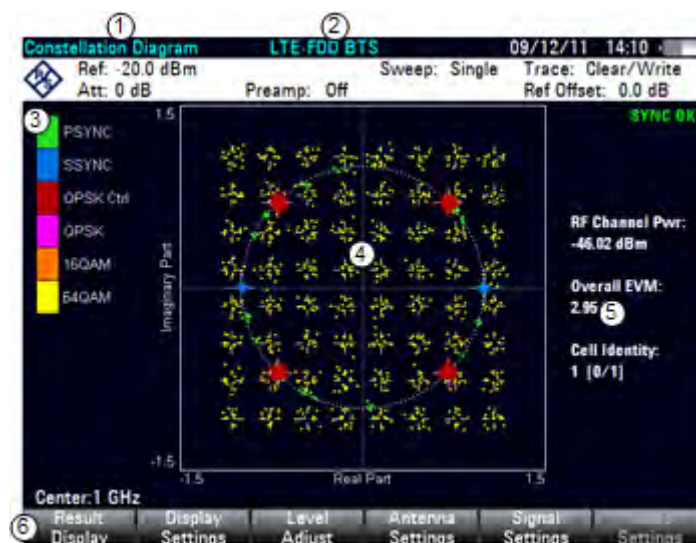 ① ②
Constellation Diagram LTE-FDD BTS 09/12/11 14:10
Ref: -20.0 dBm Sweep: Single Trace: Clear/Write
Att: 0 dB Preamp: Off Ref Offset: 0.0 dB
1.5 SYNC OK
③
PSYNC
SSYNC
QPSK Ctrl
QPSK
16QAM
64QAM
Imaginary Part
④
RF Channel Pwr:
-46.02 dBm
Overall EVM:
2.95 ⑤
Cell Identity:
1 [0/1]
-1.5
-1.5 Real Part 1.5
Center:1 GHz
⑥
Result Display Level Antenna Signal
Display Settings Adjust Settings Settings Settings